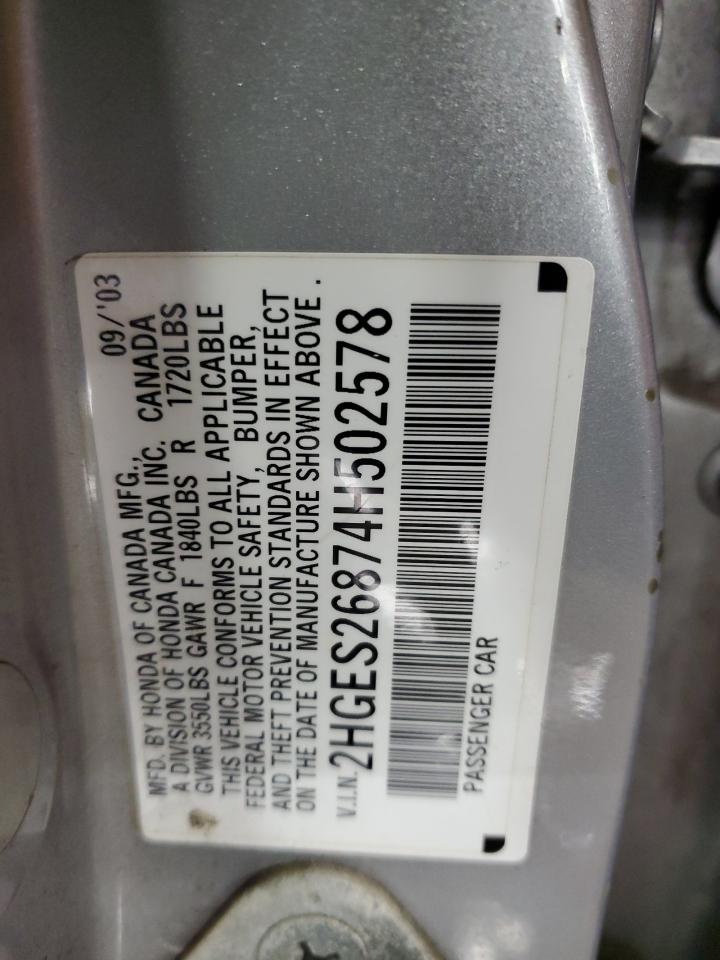 MFD. BY HONDA OF CANADA MFG., 09/'03
A DIVISION OF HONDA CANADA INC. CANADA
GVWR 3550LBS GAWR F 1840LBS R 1720LBS
THIS VEHICLE CONFORMS TO ALL APPLICABLE
FEDERAL MOTOR VEHICLE SAFETY, BUMPER,
AND THEFT PREVENTION STANDARDS IN EFFECT
ON THE DATE OF MANUFACTURE SHOWN ABOVE.
V.I.N. 2HGES26874H502578
PASSENGER CAR